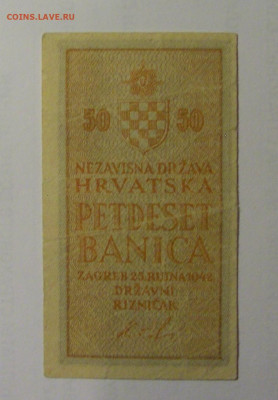 COINS.LAVE.RU
50 50
NEZAVISNA DRŽAVA
HRVATSKA
PETDESET
BANICA
ZAGREB 25. RUJNA 1942.
DRŽAVNI
RIZNIČAR